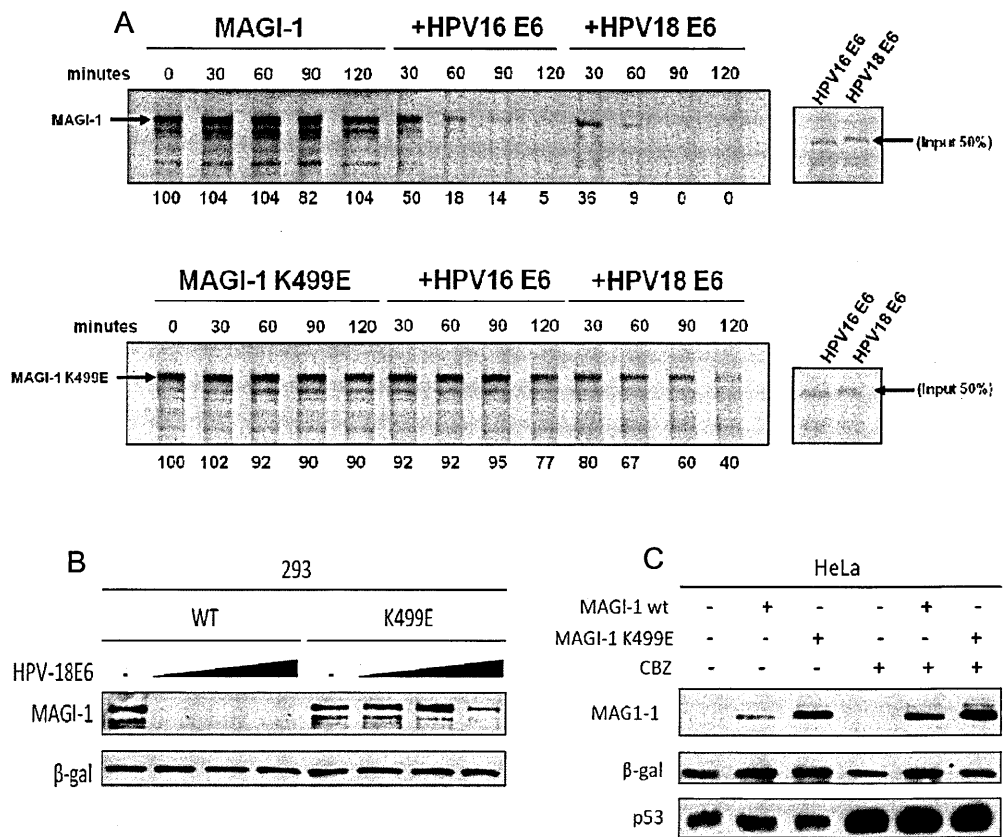 A
MAGI-1 +HPV16 E6 +HPV18 E6
minutes 0 30 60 90 120 30 60 90 120 30 60 90 120
HPV16 E6
HPV18 E6
MAGI-1
(Input 50%)
100 104 104 82 104 50 18 14 5 36 9 0 0
MAGI-1 K499E +HPV16 E6 +HPV18 E6
minutes 0 30 60 90 120 30 60 90 120 30 60 90 120
HPV16 E6
HPV18 E6
MAGI-1 K499E
(Input 50%)
100 102 92 90 90 92 92 95 77 80 67 60 40
B
293
WT K499E
HPV-18E6 - -
MAGI-1
β-gal
C
HeLa
MAGI-1 wt - + - - + -
MAGI-1 K499E - - + - - +
CBZ - - - + + +
MAG1-1
β-gal
p53